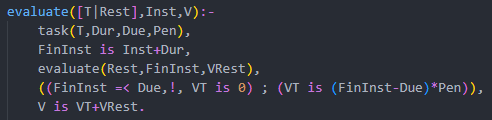 evaluate([T|Rest],Inst,V):-
    task(T,Dur,Due,Pen),
    FinInst is Inst+Dur,
    evaluate(Rest,FinInst,VRest),
    ((FinInst =< Due,!, VT is 0) ; (VT is (FinInst-Due)*Pen)),
    V is VT+VRest.